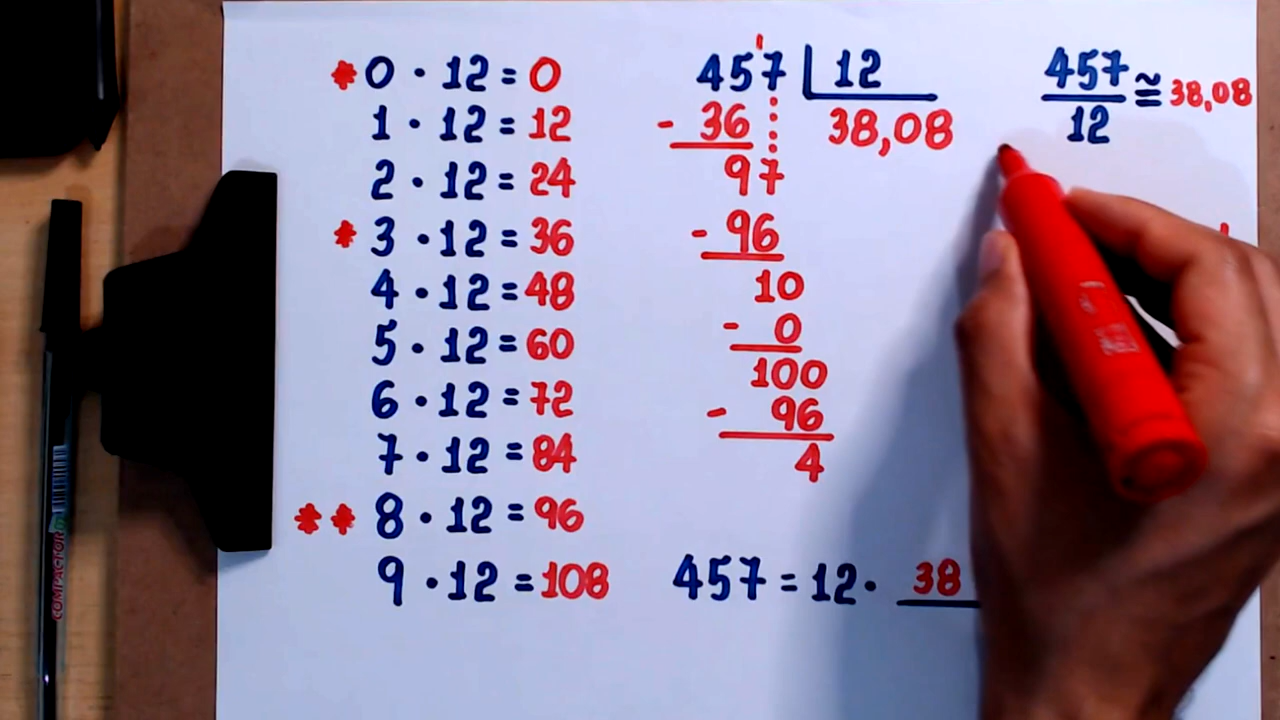 * 0 · 12 = 0
1 · 12 = 12
2 · 12 = 24
* 3 · 12 = 36
4 · 12 = 48
5 · 12 = 60
6 · 12 = 72
7 · 12 = 84
** 8 · 12 = 96
9 · 12 = 108
457 | 12
- 36 38,08
97
- 96
10
- 0
100
- 96
4
457 = 12 · 38
457/12 ≅ 38,08
COMPACTOR